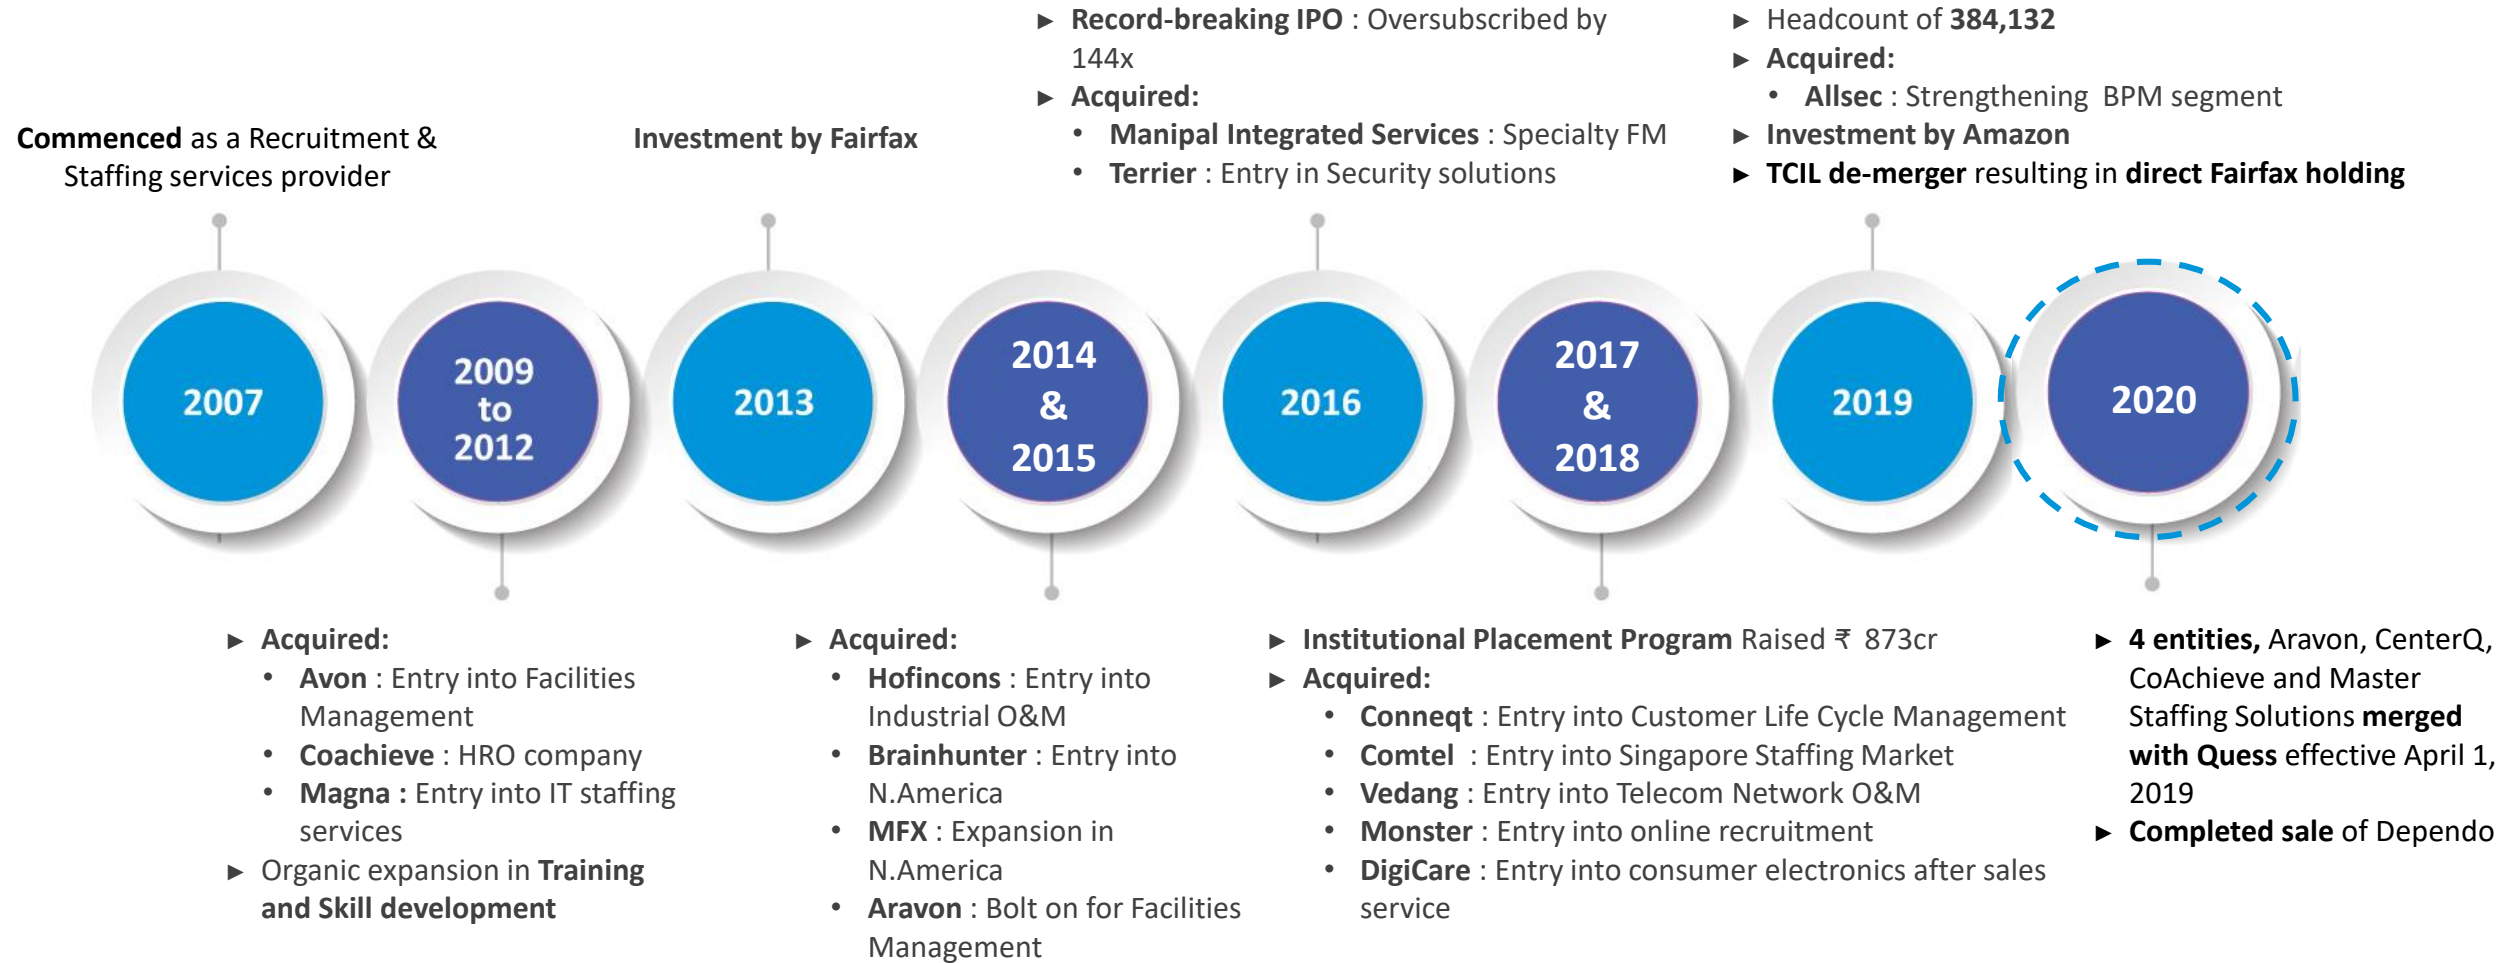 Commenced as a Recruitment &
Staffing services provider
Investment by Fairfax
► Record-breaking IPO : Oversubscribed by
144x
► Acquired:
• Manipal Integrated Services : Specialty FM
• Terrier : Entry in Security solutions
► Headcount of 384,132
► Acquired:
• Allsec : Strengthening BPM segment
► Investment by Amazon
► TCIL de-merger resulting in direct Fairfax holding
2007
2009
to
2012
2013
2014
&
2015
2016
2017
&
2018
2019
2020
► Acquired:
• Avon : Entry into Facilities
Management
• Coachieve : HRO company
• Magna : Entry into IT staffing
services
► Organic expansion in Training
and Skill development
► Acquired:
• Hofincons : Entry into
Industrial O&M
• Brainhunter : Entry into
N.America
• MFX : Expansion in
N.America
• Aravon : Bolt on for Facilities
Management
► Institutional Placement Program Raised ₹ 873cr
► Acquired:
• Conneqt : Entry into Customer Life Cycle Management
• Comtel : Entry into Singapore Staffing Market
• Vedang : Entry into Telecom Network O&M
• Monster : Entry into online recruitment
• DigiCare : Entry into consumer electronics after sales
service
► 4 entities, Aravon, CenterQ,
CoAchieve and Master
Staffing Solutions merged
with Quess effective April 1,
2019
► Completed sale of Dependo